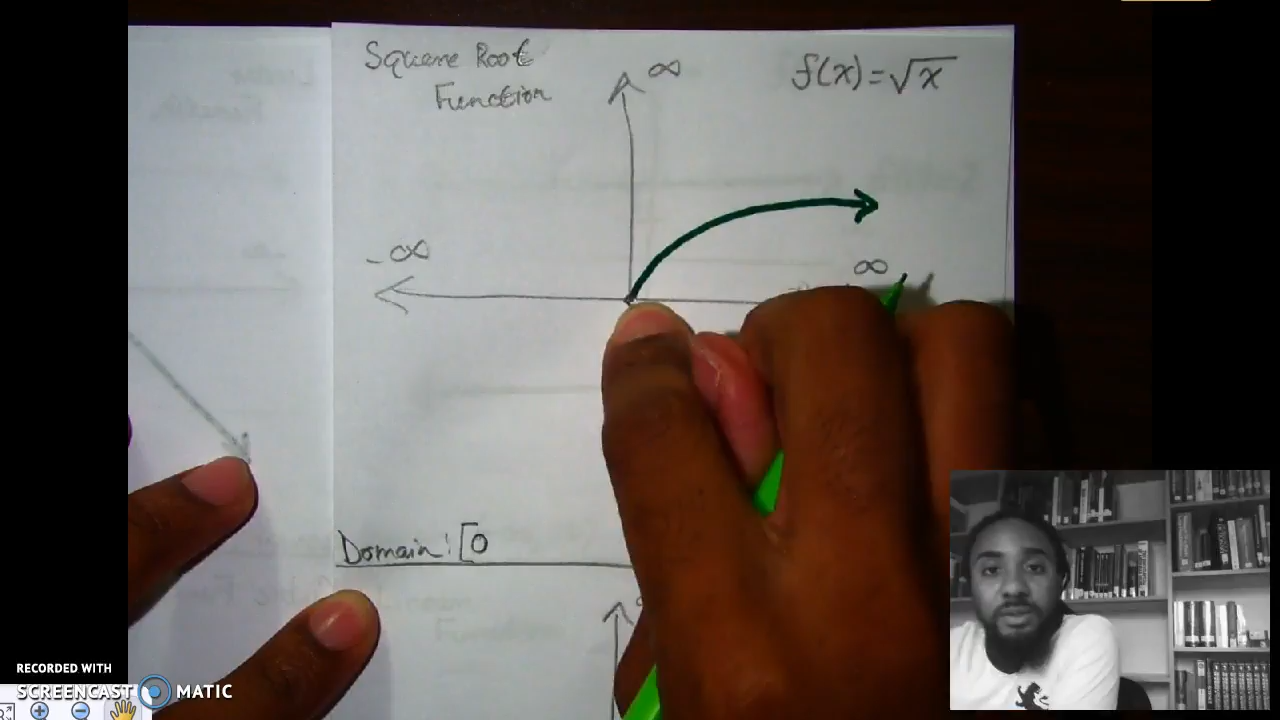 Square Root
Function
∞
f(x) = √x
-∞
∞
Domain: [0
RECORDED WITH
SCREENCAST MATIC